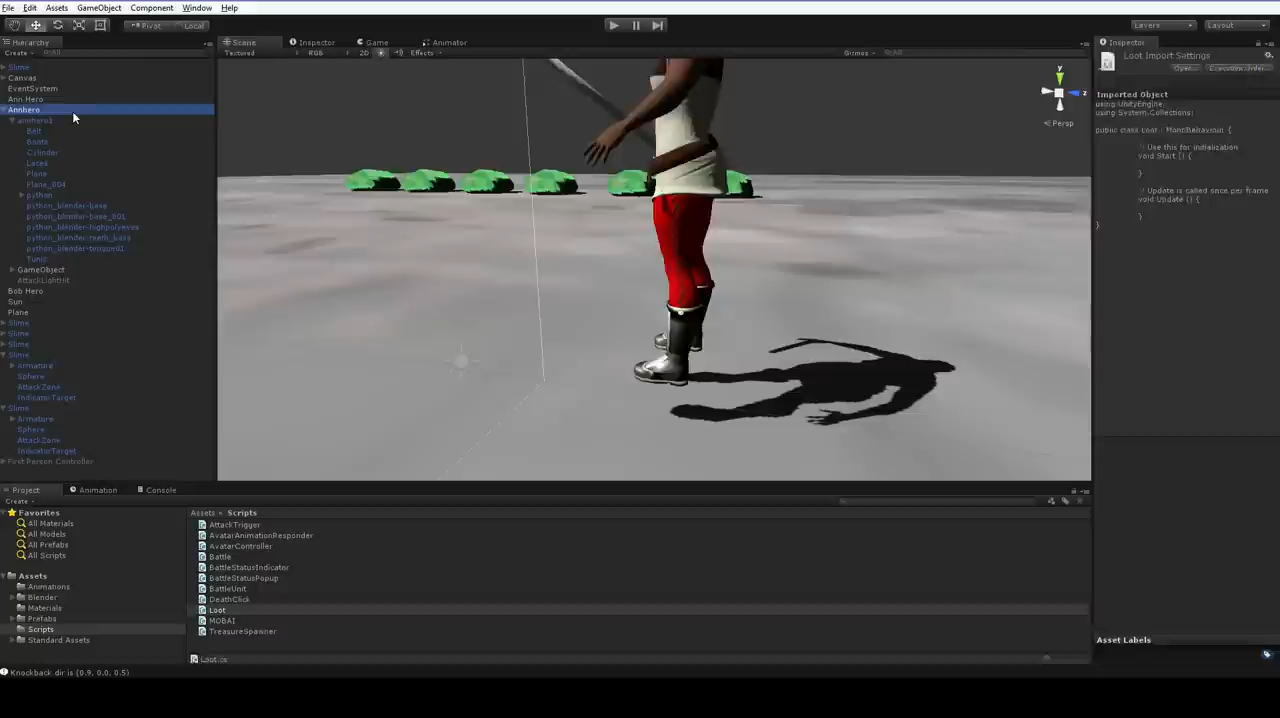 File Edit Assets GameObject Component Window Help
Pivot Local Layers Layout
Hierarchy
Create All
Slime
Canvas
EventSystem
Ann Hero
Annhero
annhero1
Belt
Boots
Cylinder
Laces
Plane
Plane_004
python
python_blender-base
python_blender-base_001
python_blender-highpolyeyes
python_blender-teeth_base
python_blender-tongue01
Tunic
GameObject
AttackLightHit
Bob Hero
Sun
Plane
Slime
Slime
Slime
Slime
Armature
Sphere
AttackZone
IndicatorTarget
Slime
Armature
Sphere
AttackZone
IndicatorTarget
First Person Controller
Scene Inspector Game Animator
Textured RGB 2D Effects Gizmos All
y
z
Persp
Inspector
Loot Import Settings
Open... Execution Order...
Imported Object
using UnityEngine;
using System.Collections;
public class Loot : MonoBehaviour {
// Use this for initialization
void Start () {
}
// Update is called once per frame
void Update () {
}
}
Asset Labels
Project Animation Console
Create
Favorites
All Materials
All Models
All Prefabs
All Scripts
Assets
Animations
Blender
Materials
Prefabs
Scripts
Standard Assets
Assets Scripts
AttackTrigger
AvatarAnimationResponder
AvatarController
Battle
BattleStatusIndicator
BattleStatusPopup
BattleUnit
DeathClick
Loot
MOBAI
TreasureSpawner
Loot.cs
Knockback dir is (0.9, 0.0, 0.5)